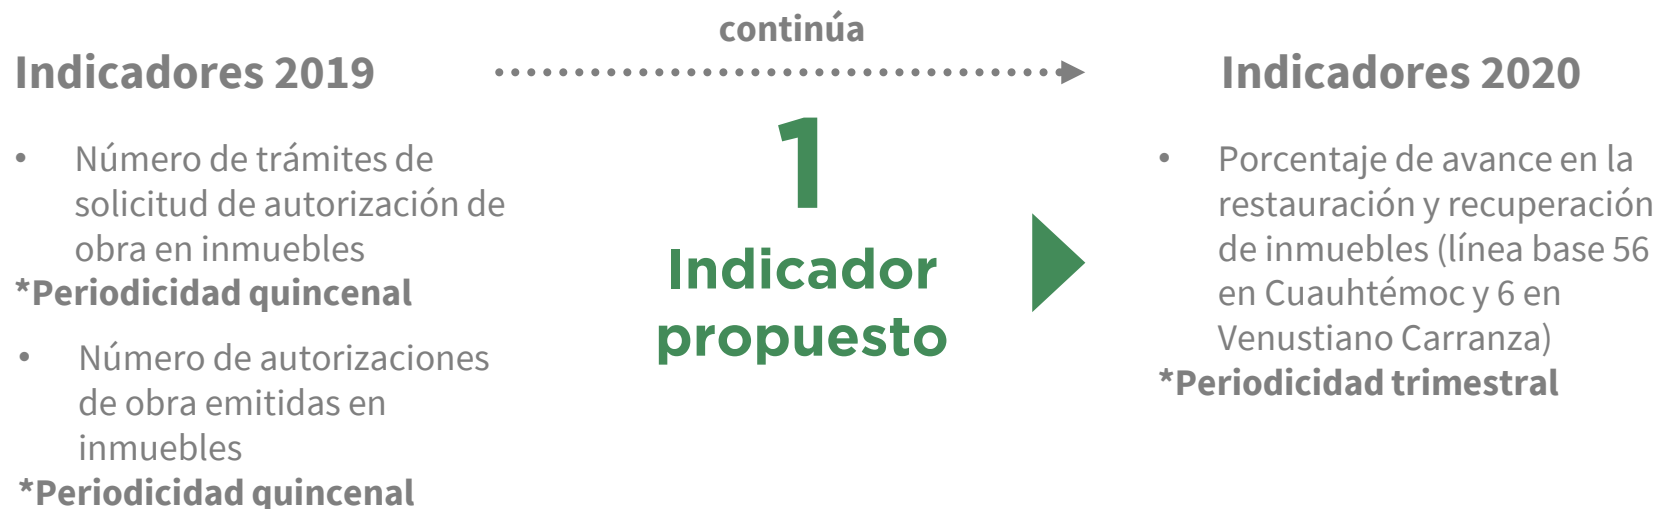 continúa
Indicadores 2019
• Número de trámites de
solicitud de autorización de
obra en inmuebles
*Periodicidad quincenal
• Número de autorizaciones
de obra emitidas en
inmuebles
*Periodicidad quincenal
1
Indicador
propuesto
Indicadores 2020
• Porcentaje de avance en la
restauración y recuperación
de inmuebles (línea base 56
en Cuauhtémoc y 6 en
Venustiano Carranza)
*Periodicidad trimestral